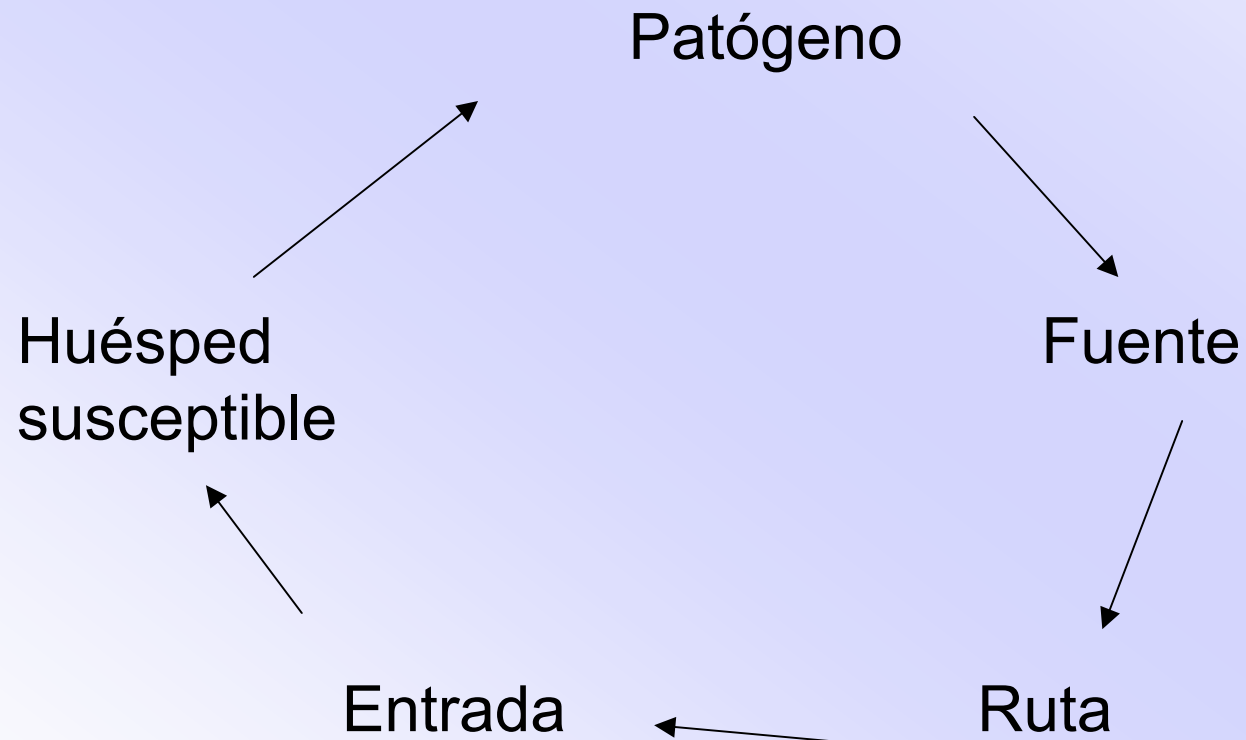 Patógeno
Huésped
susceptible
Fuente
Entrada
Ruta